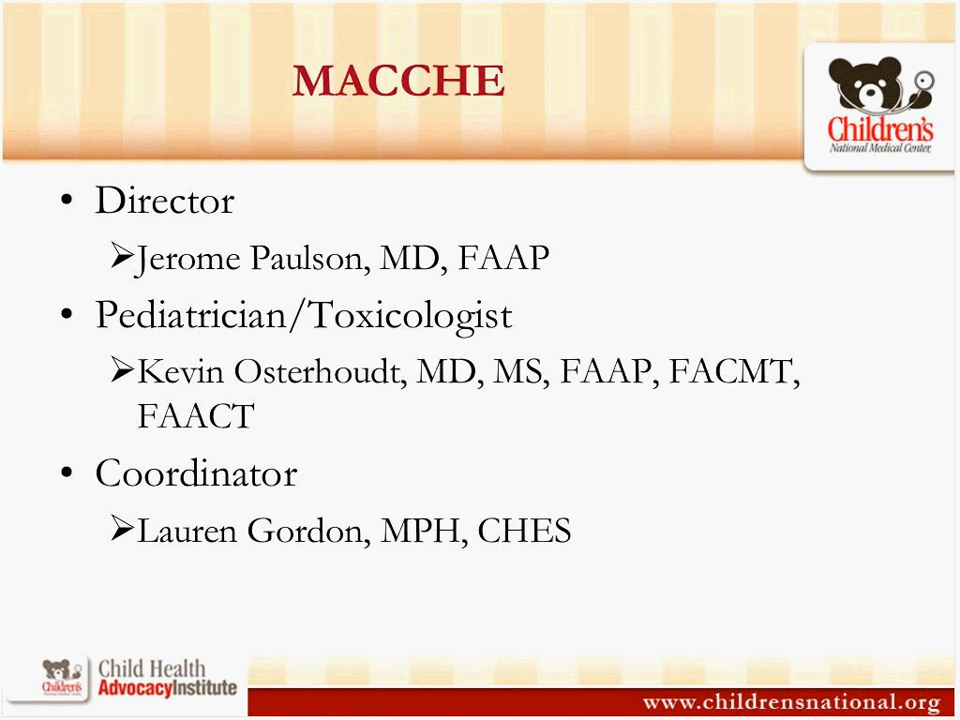 MACCHE
Children's
National Medical Center
• Director
➢Jerome Paulson, MD, FAAP
• Pediatrician/Toxicologist
➢Kevin Osterhoudt, MD, MS, FAAP, FACMT,
FAACT
• Coordinator
➢Lauren Gordon, MPH, CHES
Children's
Child Health
AdvocacyInstitute
www.childrensnational.org